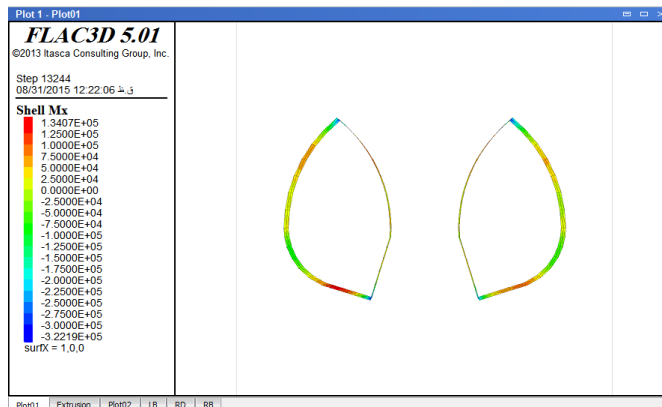 Plot 1 - Plot01
FLAC3D 5.01
©2013 Itasca Consulting Group, Inc.
Step 13244
08/31/2015 12:22:06 ق.ظ
Shell Mx
1.3407E+05
1.2500E+05
1.0000E+05
7.5000E+04
5.0000E+04
2.5000E+04
0.0000E+00
-2.5000E+04
-5.0000E+04
-7.5000E+04
-1.0000E+05
-1.2500E+05
-1.5000E+05
-1.7500E+05
-2.0000E+05
-2.2500E+05
-2.5000E+05
-2.7500E+05
-3.0000E+05
-3.2219E+05
surfX = 1,0,0
Plot01 Extrusion Plot02 LB RD RB